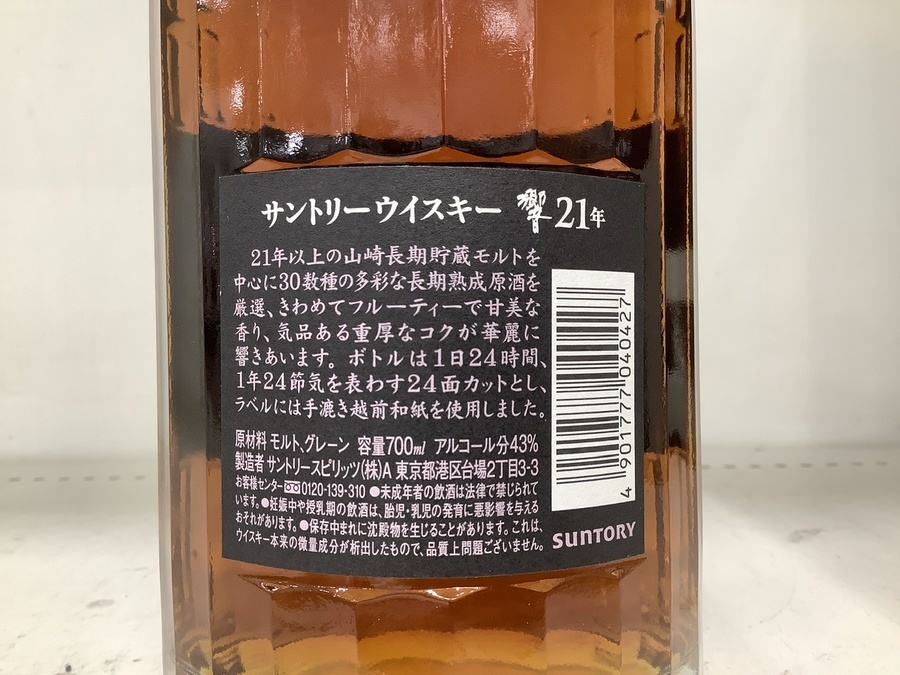 サントリーウイスキー 響 21年
21年以上の山崎長期貯蔵モルトを
中心に30数種の多彩な長期熟成原酒を
厳選、きわめてフルーティーで甘美な
香り、気品ある重厚なコクが華麗に
響きあいます。ボトルは1日24時間、
1年24節気を表わす24面カットとし、
ラベルには手漉き越前和紙を使用しました。
原材料 モルト、グレーン 容量700ml アルコール分43%
製造者 サントリースピリッツ(株)A 東京都港区台場2丁目3-3
お客様センター 0120-139-310 ●未成年者の飲酒は法律で禁じられて
います。●妊娠中や授乳期の飲酒は、胎児・乳児の発育に悪影響を与える
おそれがあります。●保存中まれに沈殿物を生じることがあります。これは、
ウイスキー本来の微量成分が析出したもので、品質上問題ございません。
4 901777 040427
SUNTORY